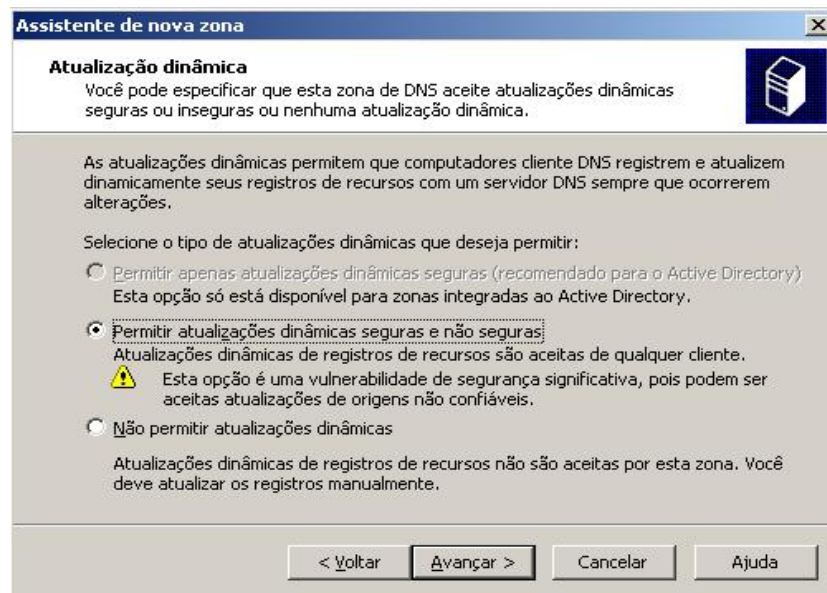 Assistente de nova zona
Atualização dinâmica
Você pode especificar que esta zona de DNS aceite atualizações dinâmicas
seguras ou inseguras ou nenhuma atualização dinâmica.
As atualizações dinâmicas permitem que computadores cliente DNS registrem e atualizem
dinamicamente seus registros de recursos com um servidor DNS sempre que ocorrerem
alterações.
Selecione o tipo de atualizações dinâmicas que deseja permitir:
Permitir apenas atualizações dinâmicas seguras (recomendado para o Active Directory)
Esta opção só está disponível para zonas integradas ao Active Directory.
Permitir atualizações dinâmicas seguras e não seguras
Atualizações dinâmicas de registros de recursos são aceitas de qualquer cliente.
Esta opção é uma vulnerabilidade de segurança significativa, pois podem ser
aceitas atualizações de origens não confiáveis.
Não permitir atualizações dinâmicas
Atualizações dinâmicas de registros de recursos não são aceitas por esta zona. Você
deve atualizar os registros manualmente.
< Voltar
Avançar >
Cancelar
Ajuda